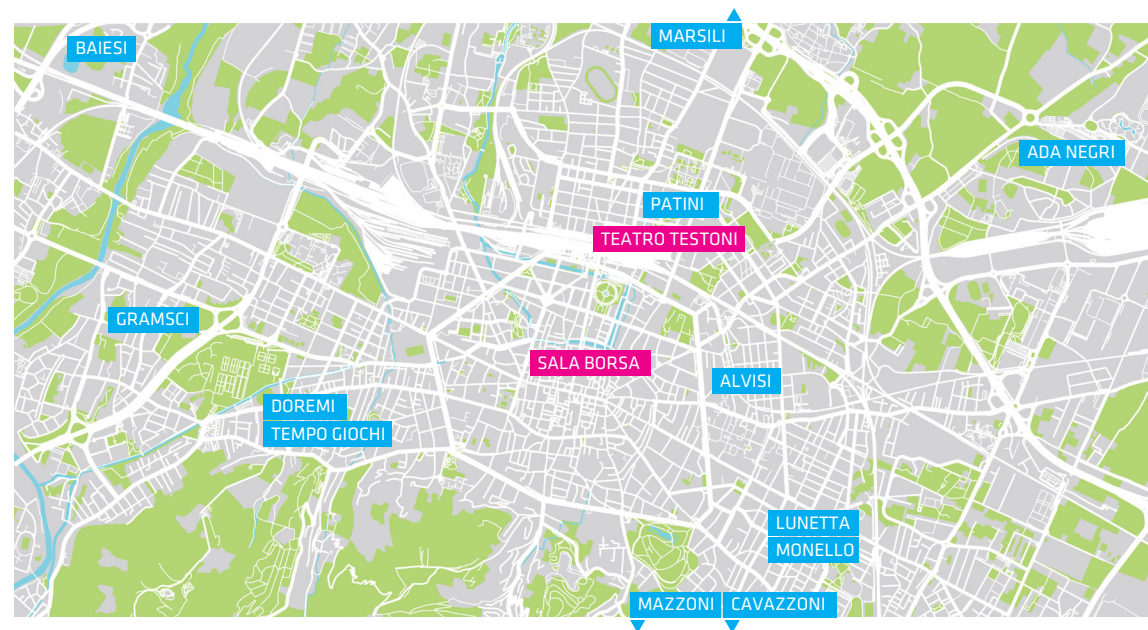 MARSILI
BAIESI
ADA NEGRI
PATINI
TEATRO TESTONI
GRAMSCI
SALA BORSA
ALVISI
DOREMI
TEMPO GIOCHI
LUNETTA
MONELLO
MAZZONI
CAVAZZONI